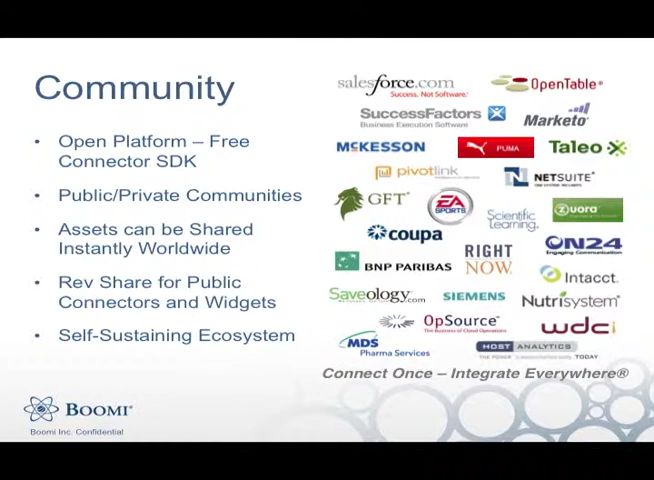 Community
• Open Platform – Free
Connector SDK
• Public/Private Communities
• Assets can be Shared
Instantly Worldwide
• Rev Share for Public
Connectors and Widgets
• Self-Sustaining Ecosystem
salesforce.com
Success. Not Software.
OpenTable®
SuccessFactors
Business Execution Software
Marketo
MCKESSON
PUMA
Taleo
pivotlink
NETSUITE
GFT
EA
SPORTS
Scientific
Learning
zuora
coupa
ON24
BNP PARIBAS
RIGHT
NOW
Intacct
Saveology.com
SIEMENS
Nutrisystem
OpSource
The Business of Cloud Operations
wdci
MDS
Pharma Services
HOST ANALYTICS
TODAY
Connect Once – Integrate Everywhere®
BOOMI
Boomi Inc. Confidential